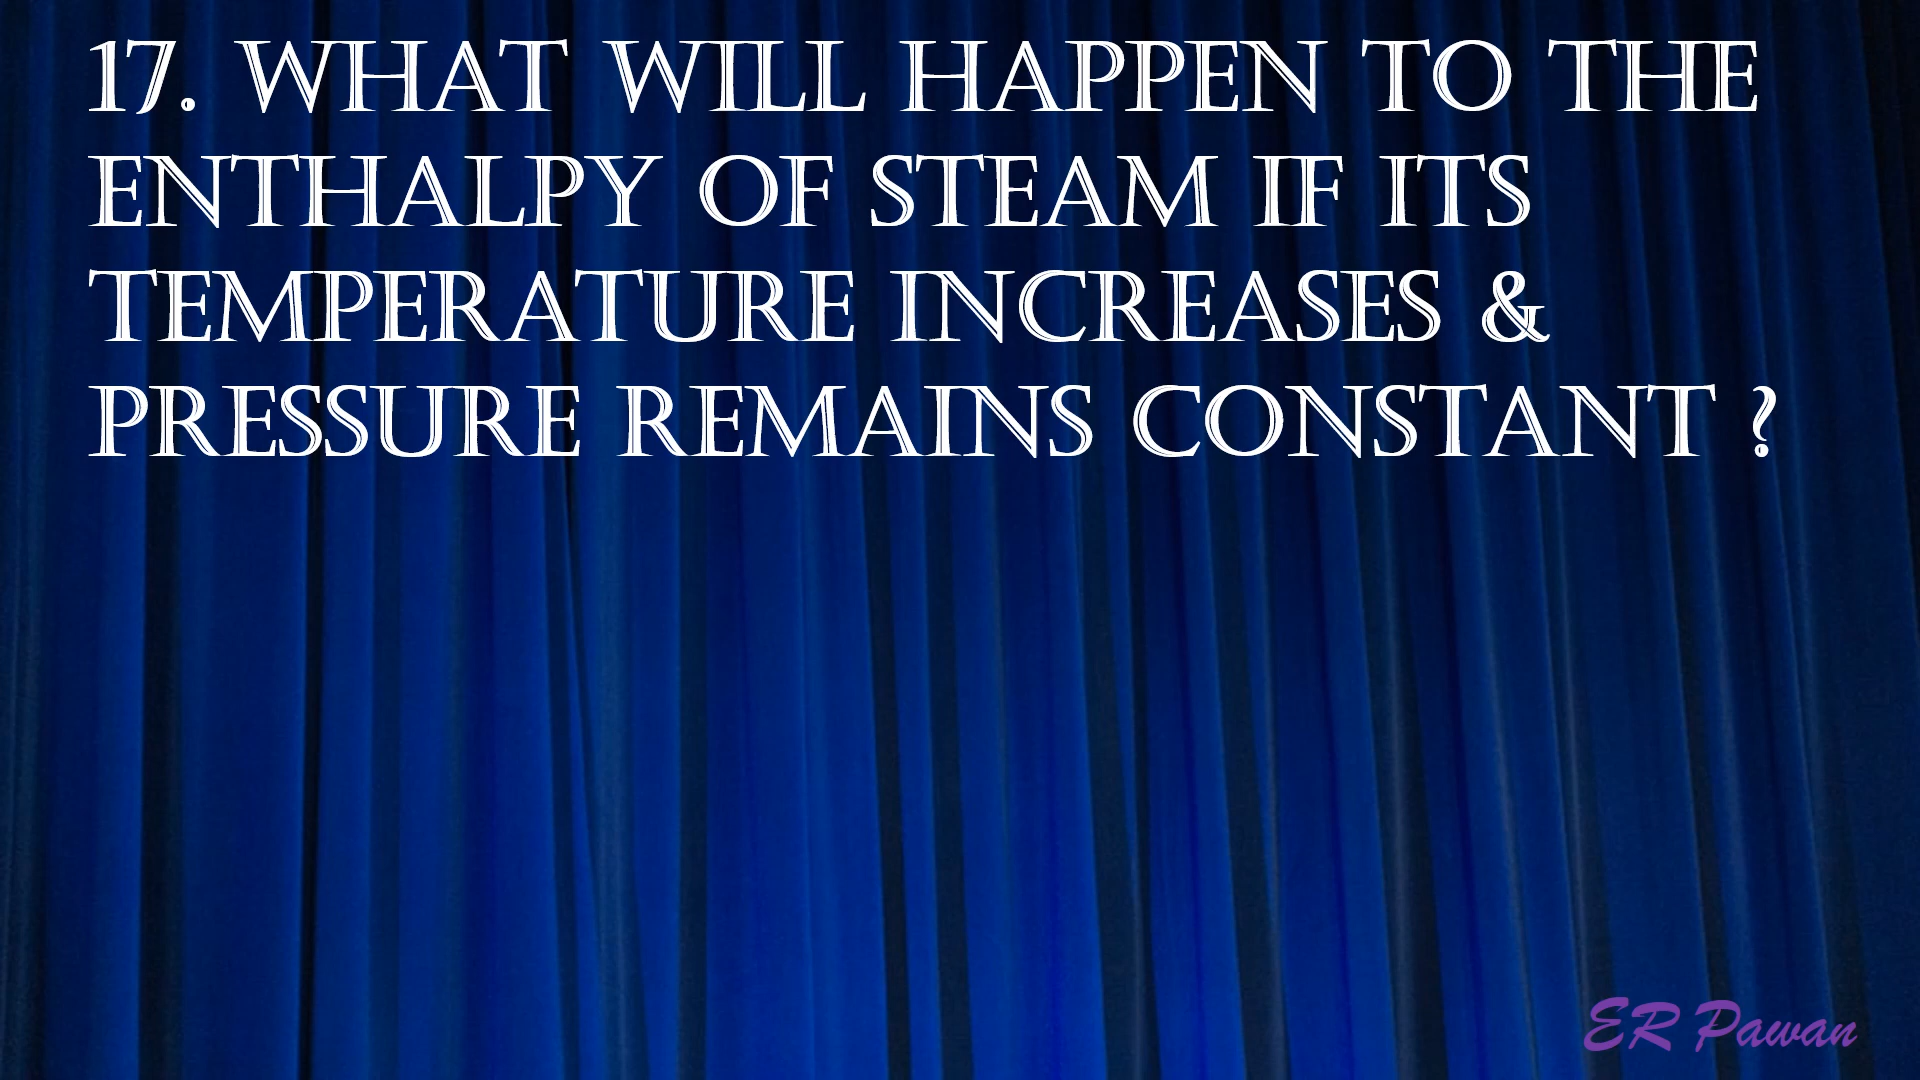 17. WHAT WILL HAPPEN TO THE
ENTHALPY OF STEAM IF ITS
TEMPERATURE INCREASES &
PRESSURE REMAINS CONSTANT ?
ER Pawan